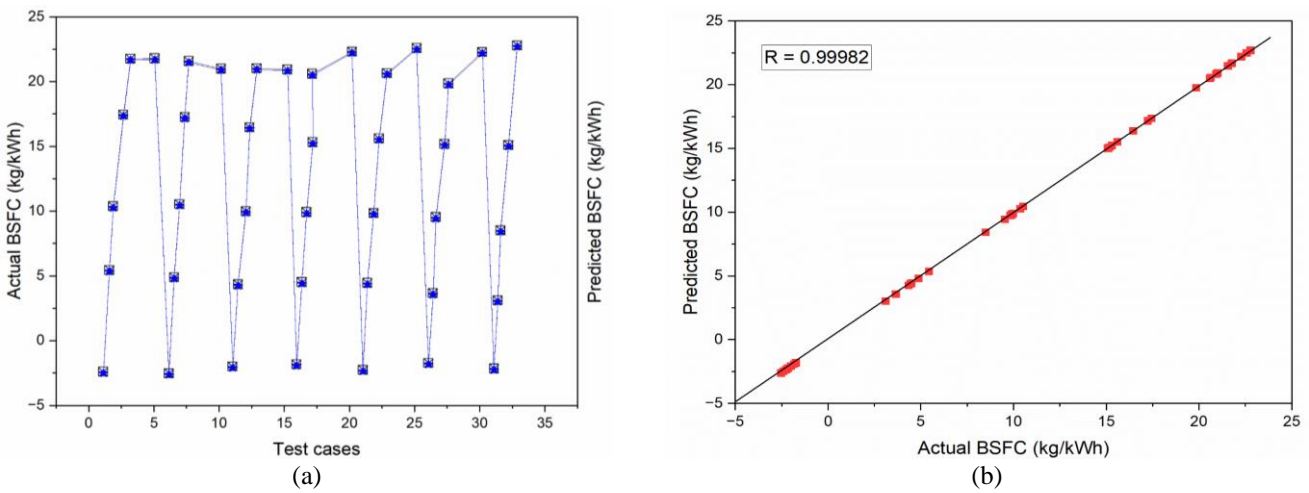 25
20
15
10
5
0
−5
0 5 10 15 20 25 30 35
Actual BSFC (kg/kWh)
Predicted BSFC (kg/kWh)
Test cases
(a)
R = 0.99982
25
20
15
10
5
0
−5
−5 0 5 10 15 20 25
Predicted BSFC (kg/kWh)
Actual BSFC (kg/kWh)
(b)